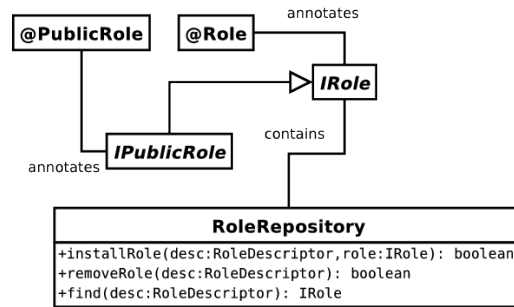 annotates
@PublicRole
@Role
IRole
contains
IPublicRole
annotates
RoleRepository
+installRole(desc:RoleDescriptor,role:IRole): boolean
+removeRole(desc:RoleDescriptor): boolean
+find(desc:RoleDescriptor): IRole